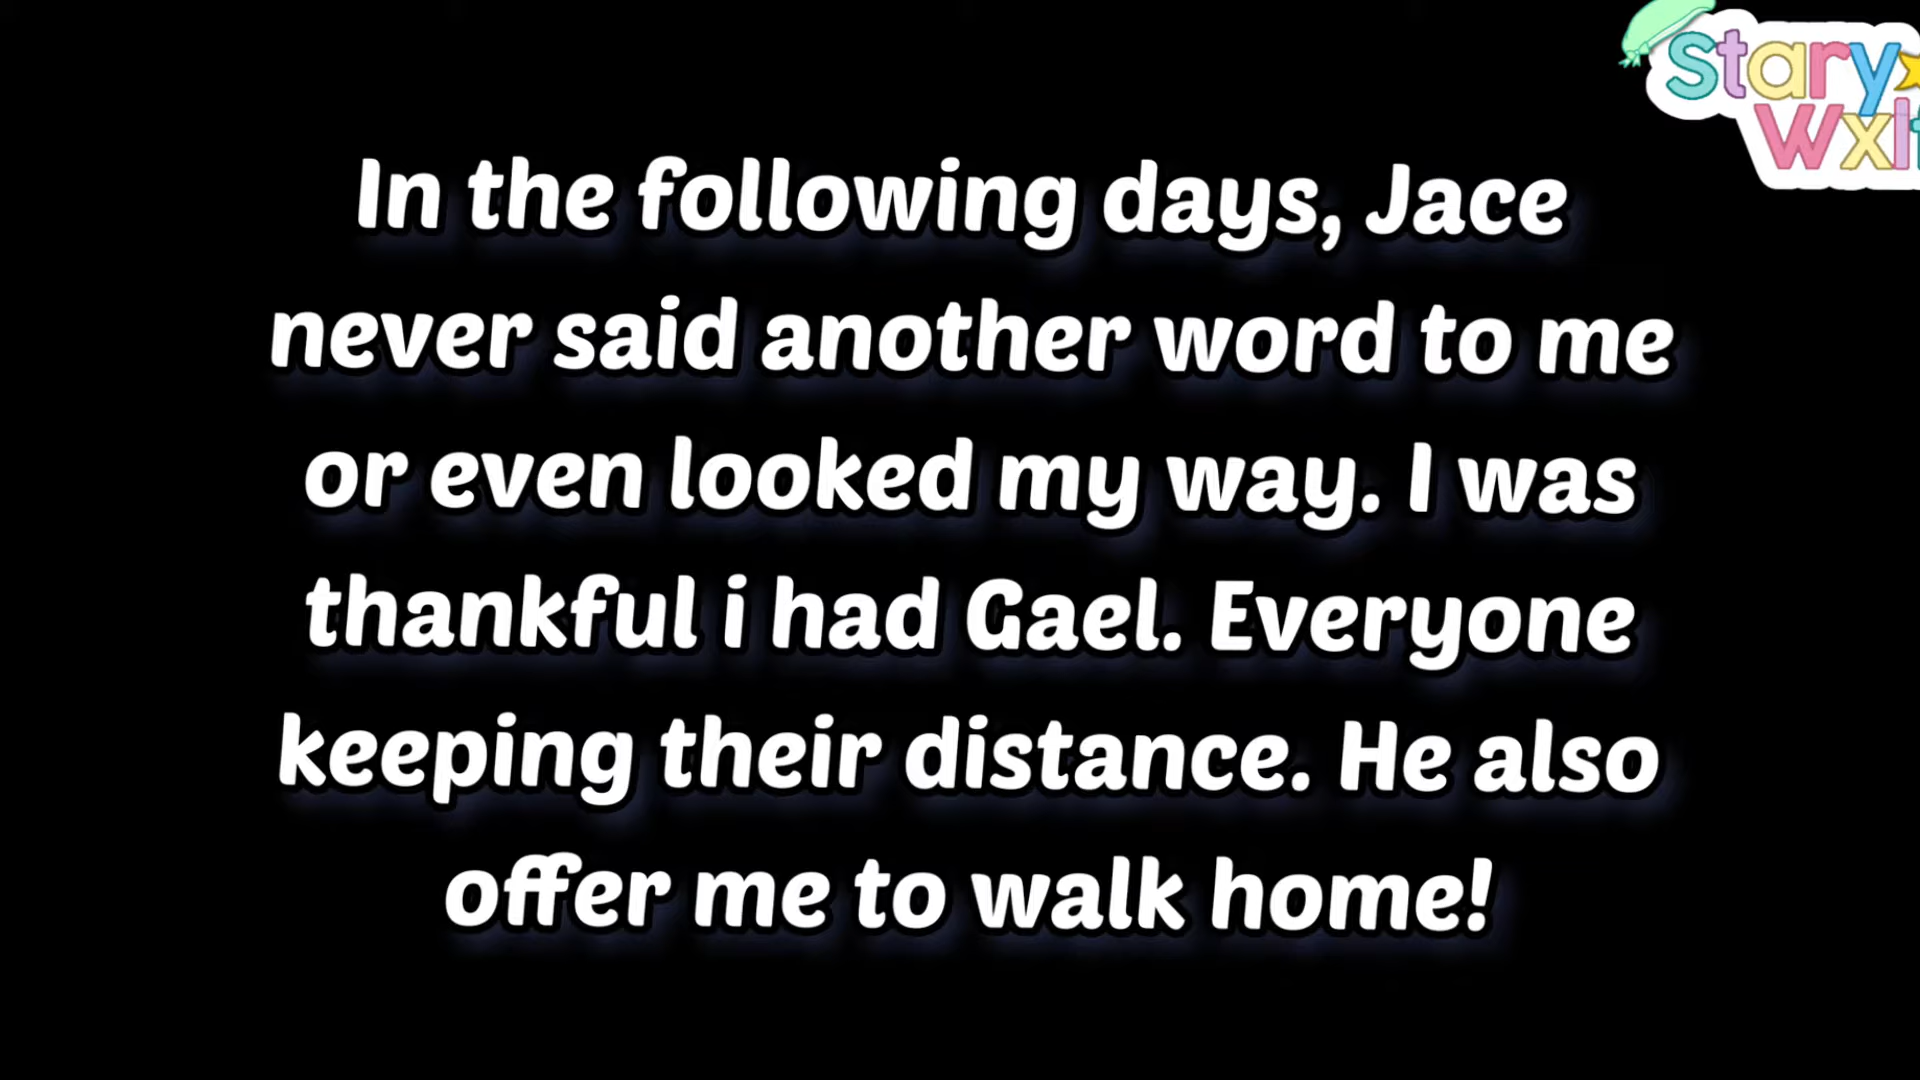 Stary
In the following days, Jace
never said another word to me
or even looked my way. I was
thankful i had Gael. Everyone
keeping their distance. He also
offer me to walk home!